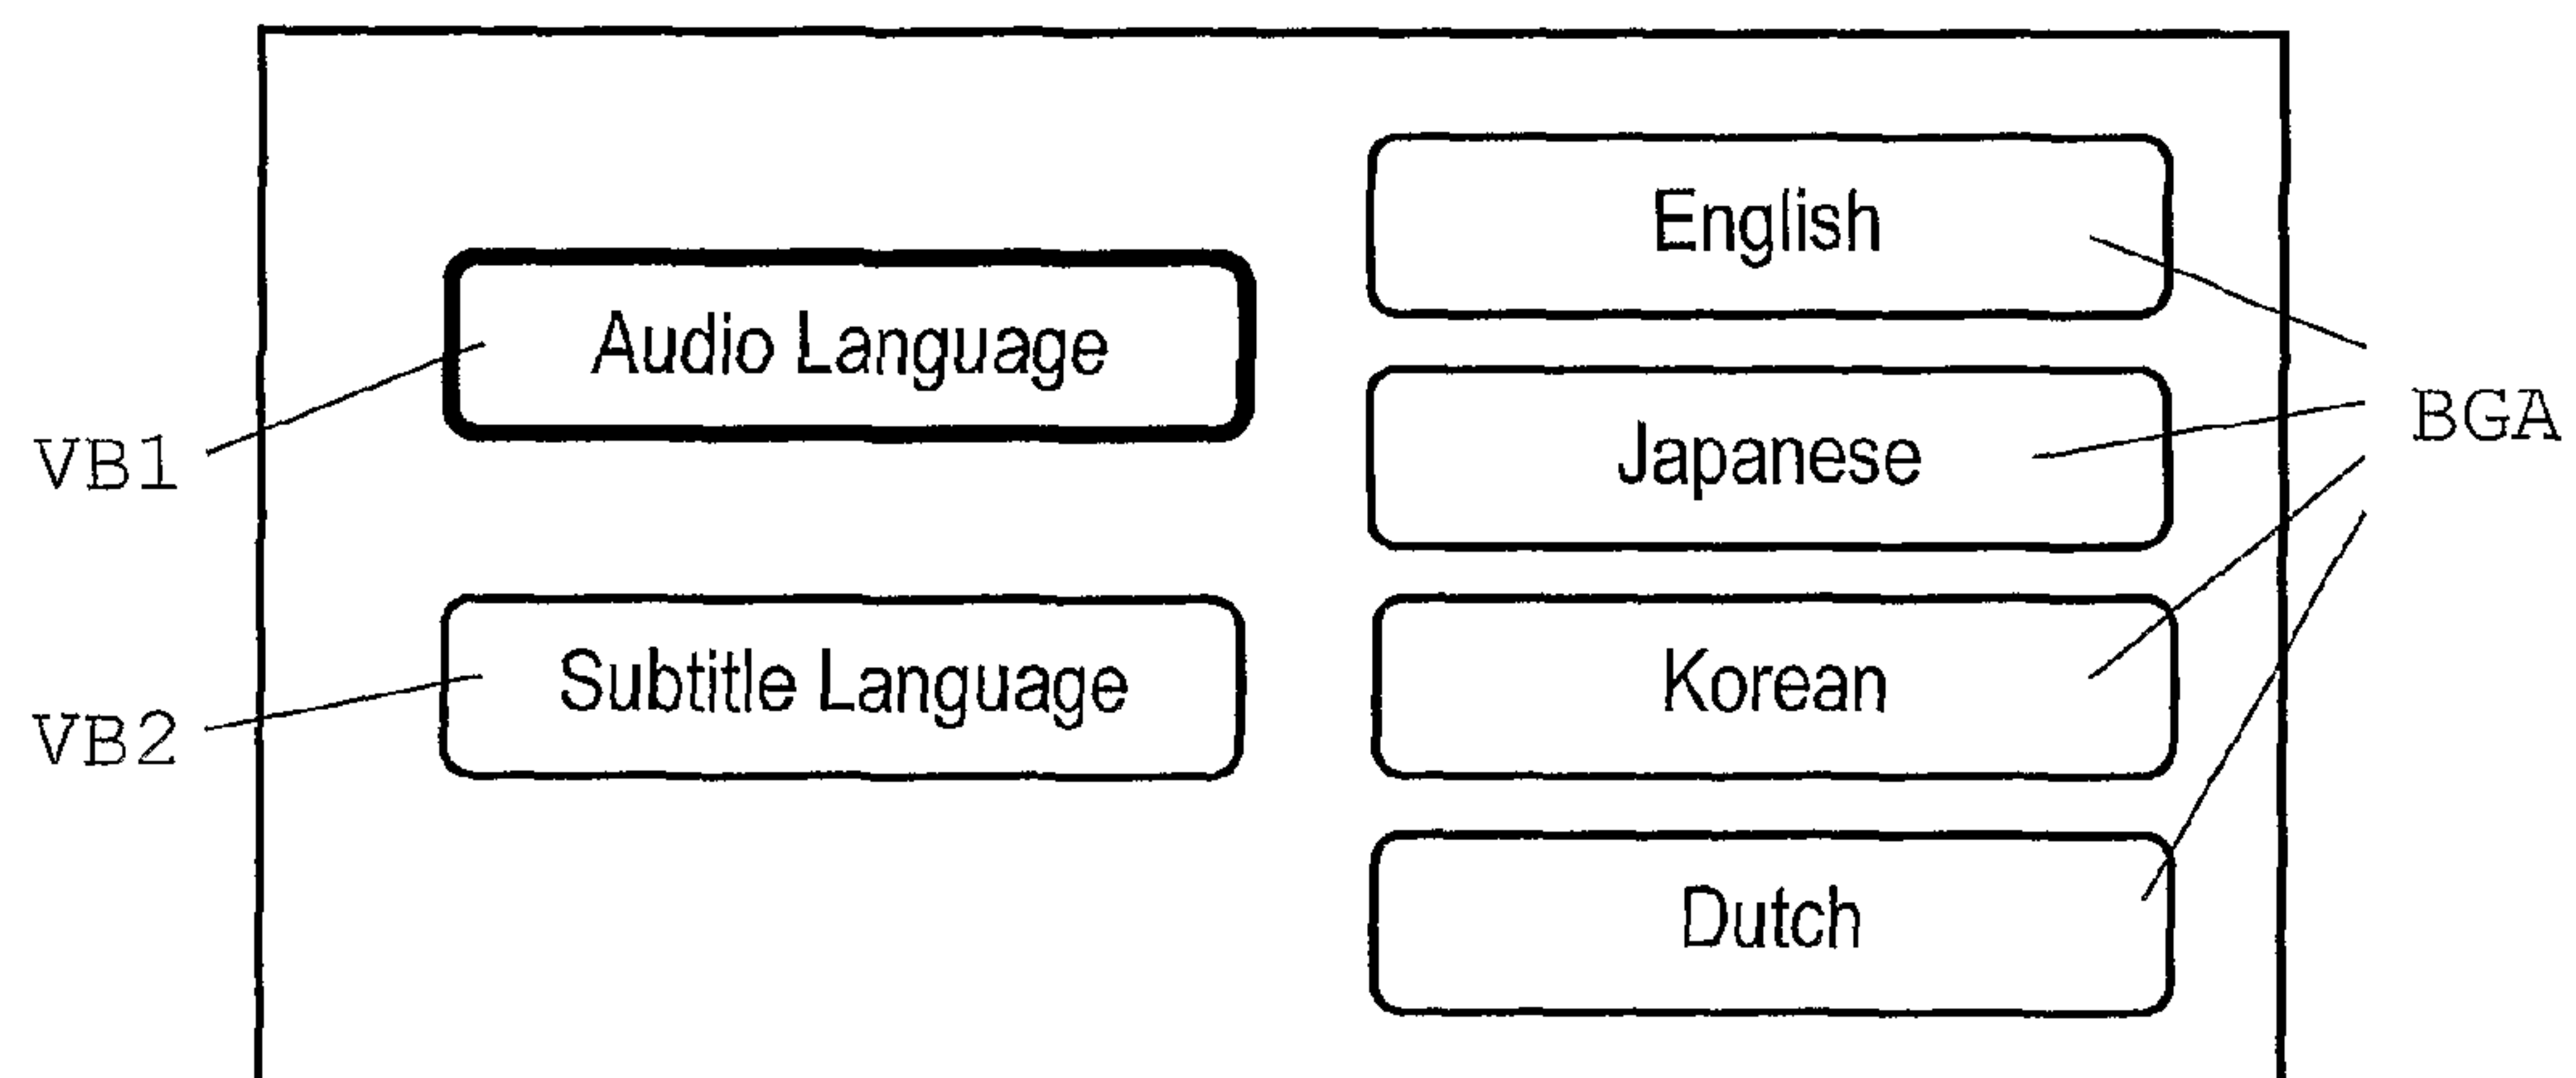 English
Audio Language
BGA
Japanese
VB1
Subtitle Language
Korean
VB2
Dutch